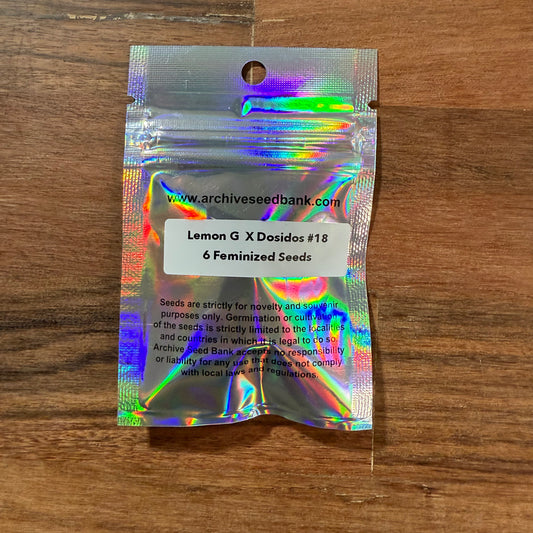 www.archiveseedbank.com
Lemon G X Dosidos #18
6 Feminized Seeds
Seeds are strictly for novelty and souvenir
purposes only. Germination or cultivation
of the seeds is strictly limited to the localities
and countries in which it is legal to do so.
Archive Seed Bank accepts no responsibility
or liability for any use that does not comply
with local laws and regulations.